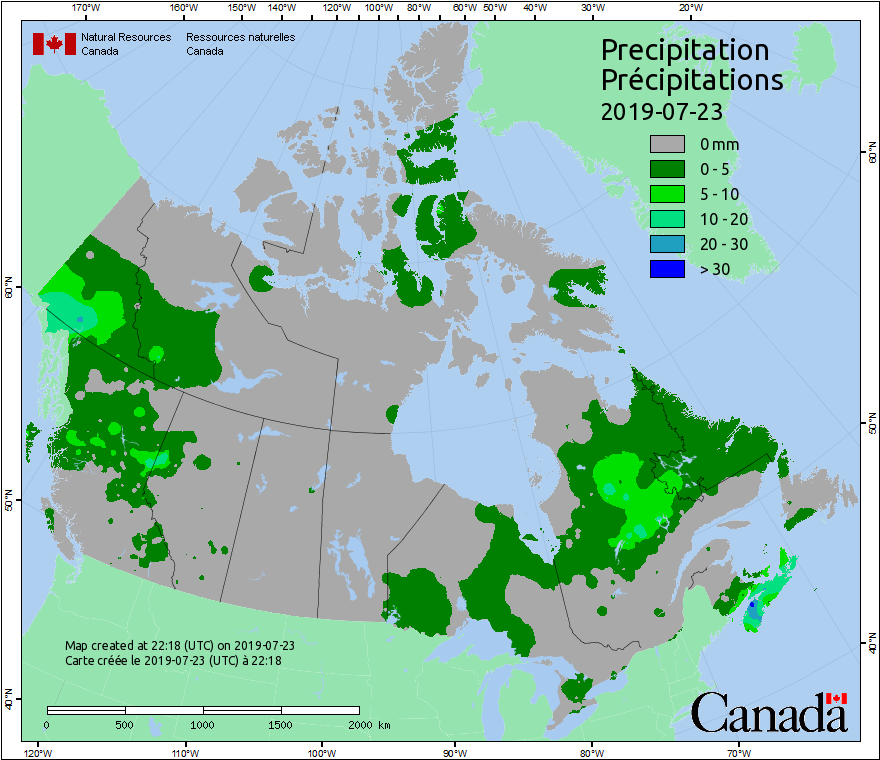 170°W 160°W 150°W 140°W 120°W 100°W 80°W 60°W 50°W 40°W 30°W 20°W
Natural Resources Ressources naturelles
Canada Canada
Precipitation
Précipitations
2019-07-23
0 mm
0 - 5
5 - 10
10 - 20
20 - 30
> 30
60°N
60°N
50°N
50°N
40°N
40°N
Map created at 22:18 (UTC) on 2019-07-23
Carte créée le 2019-07-23 (UTC) à 22:18
0 500 1000 1500 2000 km
Canada
120°W 110°W 100°W 90°W 80°W 70°W